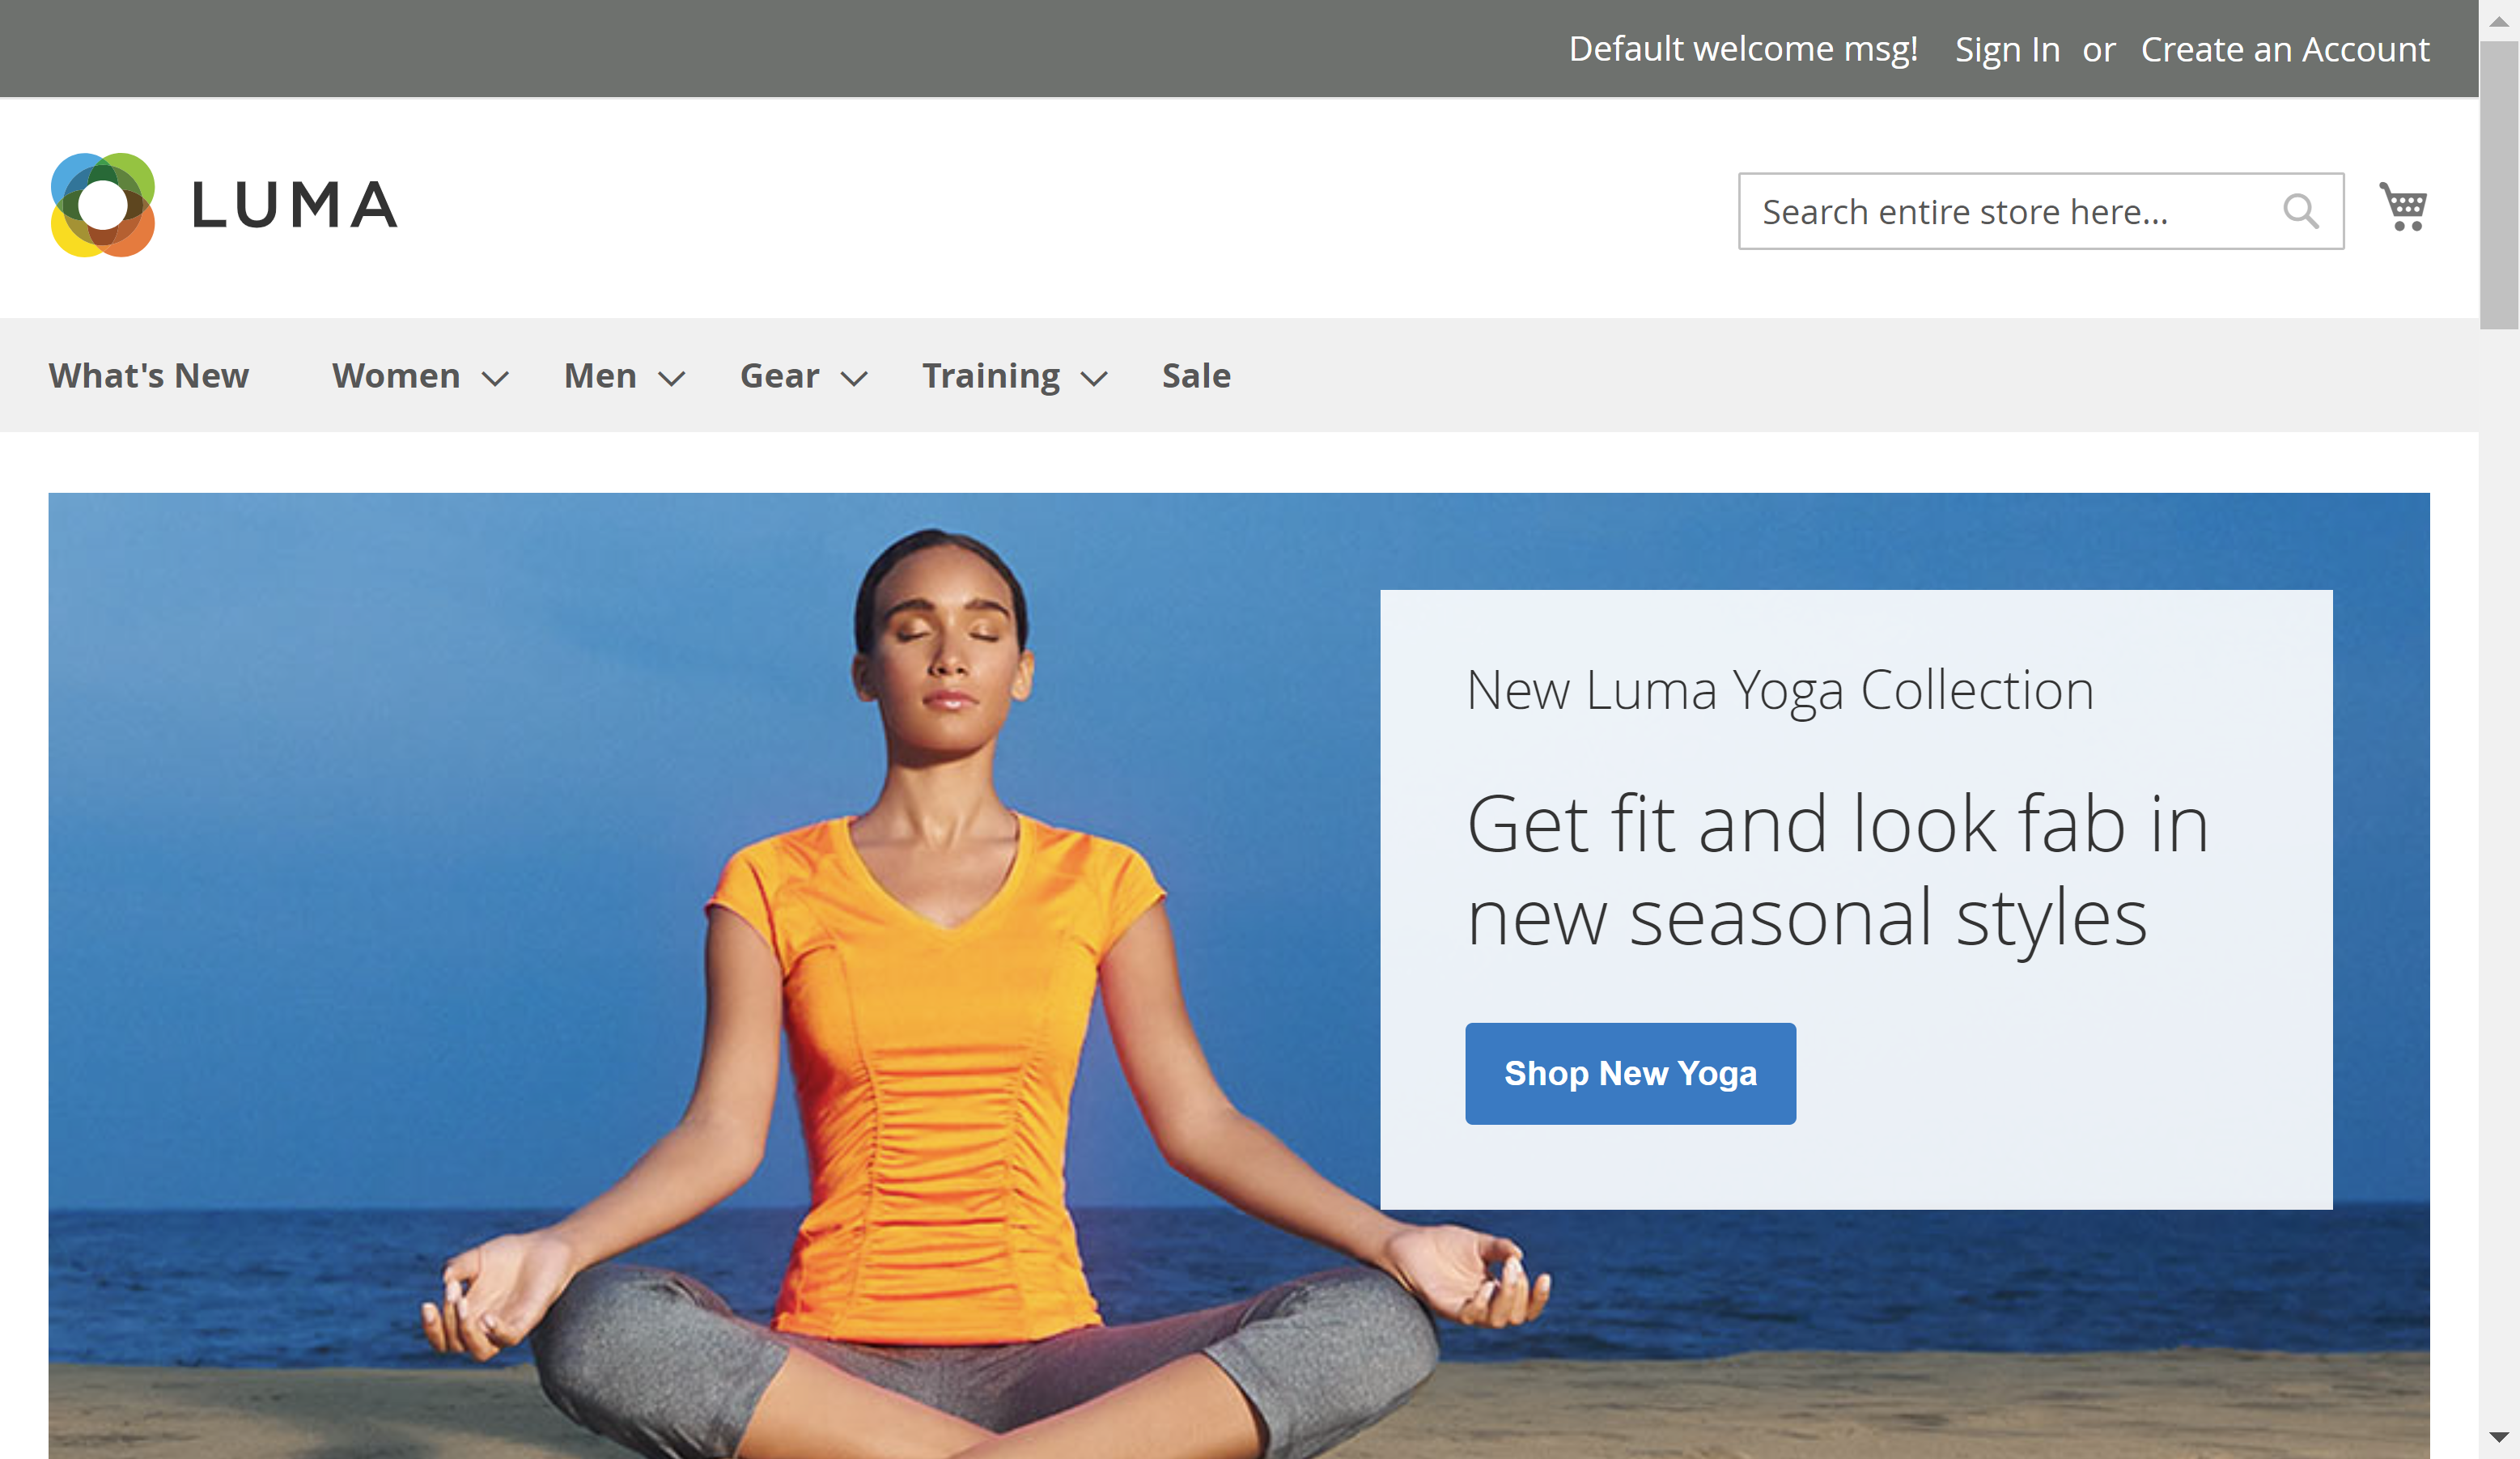 Default welcome msg! Sign In or Create an Account
LUMA
Search entire store here...
What's New Women Men Gear Training Sale
New Luma Yoga Collection
Get fit and look fab in
new seasonal styles
Shop New Yoga